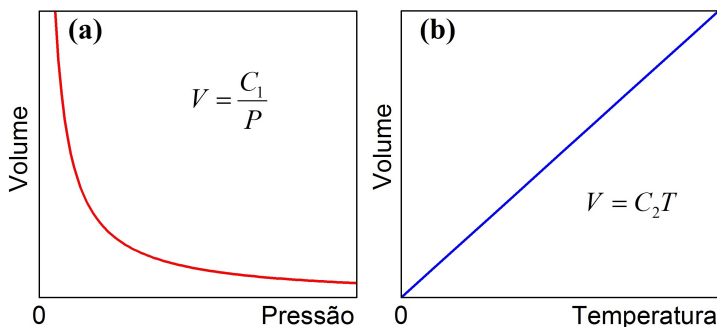 (a)
V = C₁/P
Volume
0
Pressão
(b)
V = C₂T
Volume
0
Temperatura